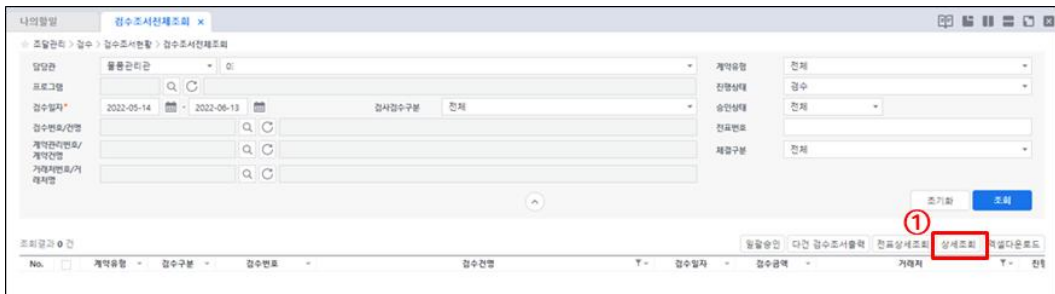 나의할일 검수조서전체조회 ×
조달관리 > 검수 > 검수조서현황 > 검수조서전체조회
담당관 물품관리관 계약유형 전체
프로그램 진행상태 검수
검수일자* 2022-05-14 - 2022-06-13 검사검수구분 전체 승인상태 전체
검수번호/건명 전표번호
계약관리번호/
계약건명 체결구분 전체
거래처번호/거
래처명
초기화 조회
①
조회결과 0 건 일괄승인 다건 검수조서출력 전표상세조회 상세조회 엑셀다운로드
No. 계약유형 검수구분 검수번호 검수건명 검수일자 검수금액 거래처 진행